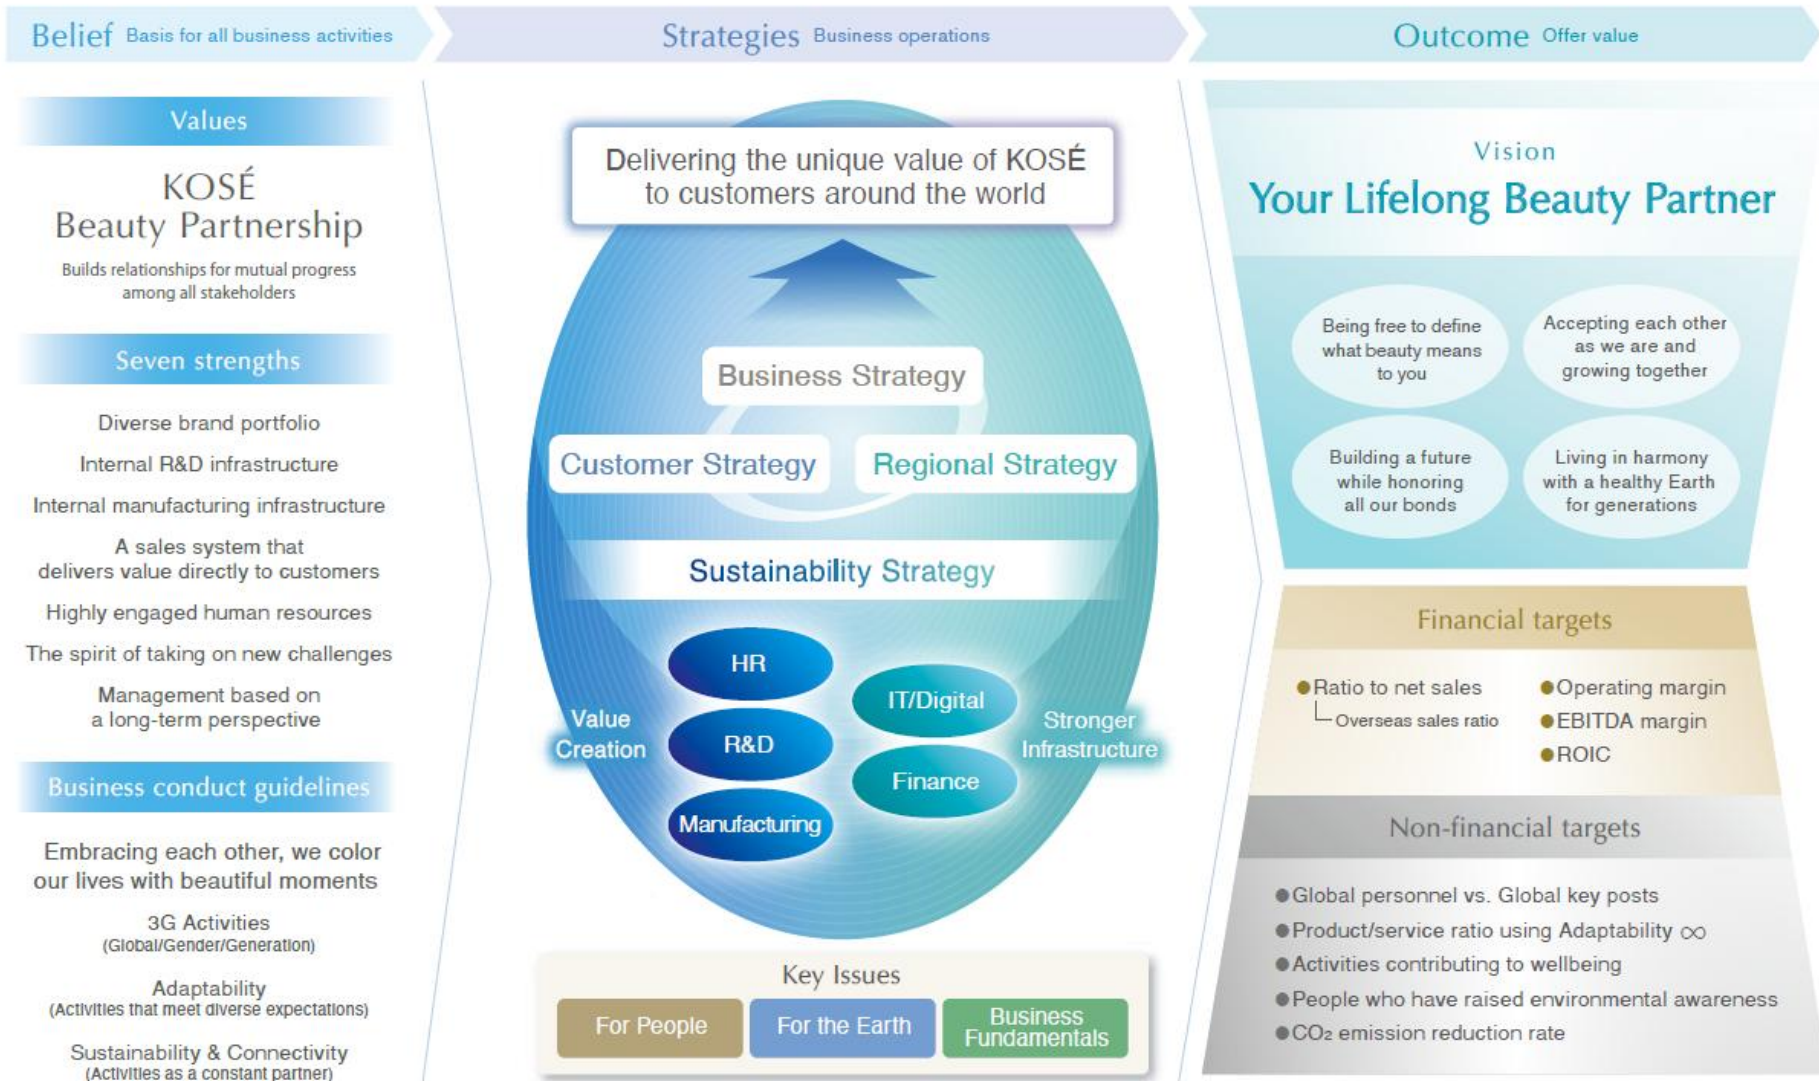 Belief Basis for all business activities
Strategies Business operations
Outcome Offer value
Values
KOSÉ
Beauty Partnership
Builds relationships for mutual progress
among all stakeholders
Seven strengths
Diverse brand portfolio
Internal R&D infrastructure
Internal manufacturing infrastructure
A sales system that
delivers value directly to customers
Highly engaged human resources
The spirit of taking on new challenges
Management based on
a long-term perspective
Business conduct guidelines
Embracing each other, we color
our lives with beautiful moments
3G Activities
(Global/Gender/Generation)
Adaptability
(Activities that meet diverse expectations)
Sustainability & Connectivity
(Activities as a constant partner)
Delivering the unique value of KOSÉ
to customers around the world
Business Strategy
Customer Strategy
Regional Strategy
Sustainability Strategy
Value
Creation
HR
R&D
Manufacturing
IT/Digital
Finance
Stronger
Infrastructure
Key Issues
For People
For the Earth
Business
Fundamentals
Vision
Your Lifelong Beauty Partner
Being free to define
what beauty means
to you
Accepting each other
as we are and
growing together
Building a future
while honoring
all our bonds
Living in harmony
with a healthy Earth
for generations
Financial targets
●Ratio to net sales
Overseas sales ratio
●Operating margin
●EBITDA margin
●ROIC
Non-financial targets
●Global personnel vs. Global key posts
●Product/service ratio using Adaptability ∞
●Activities contributing to wellbeing
●People who have raised environmental awareness
●CO₂ emission reduction rate